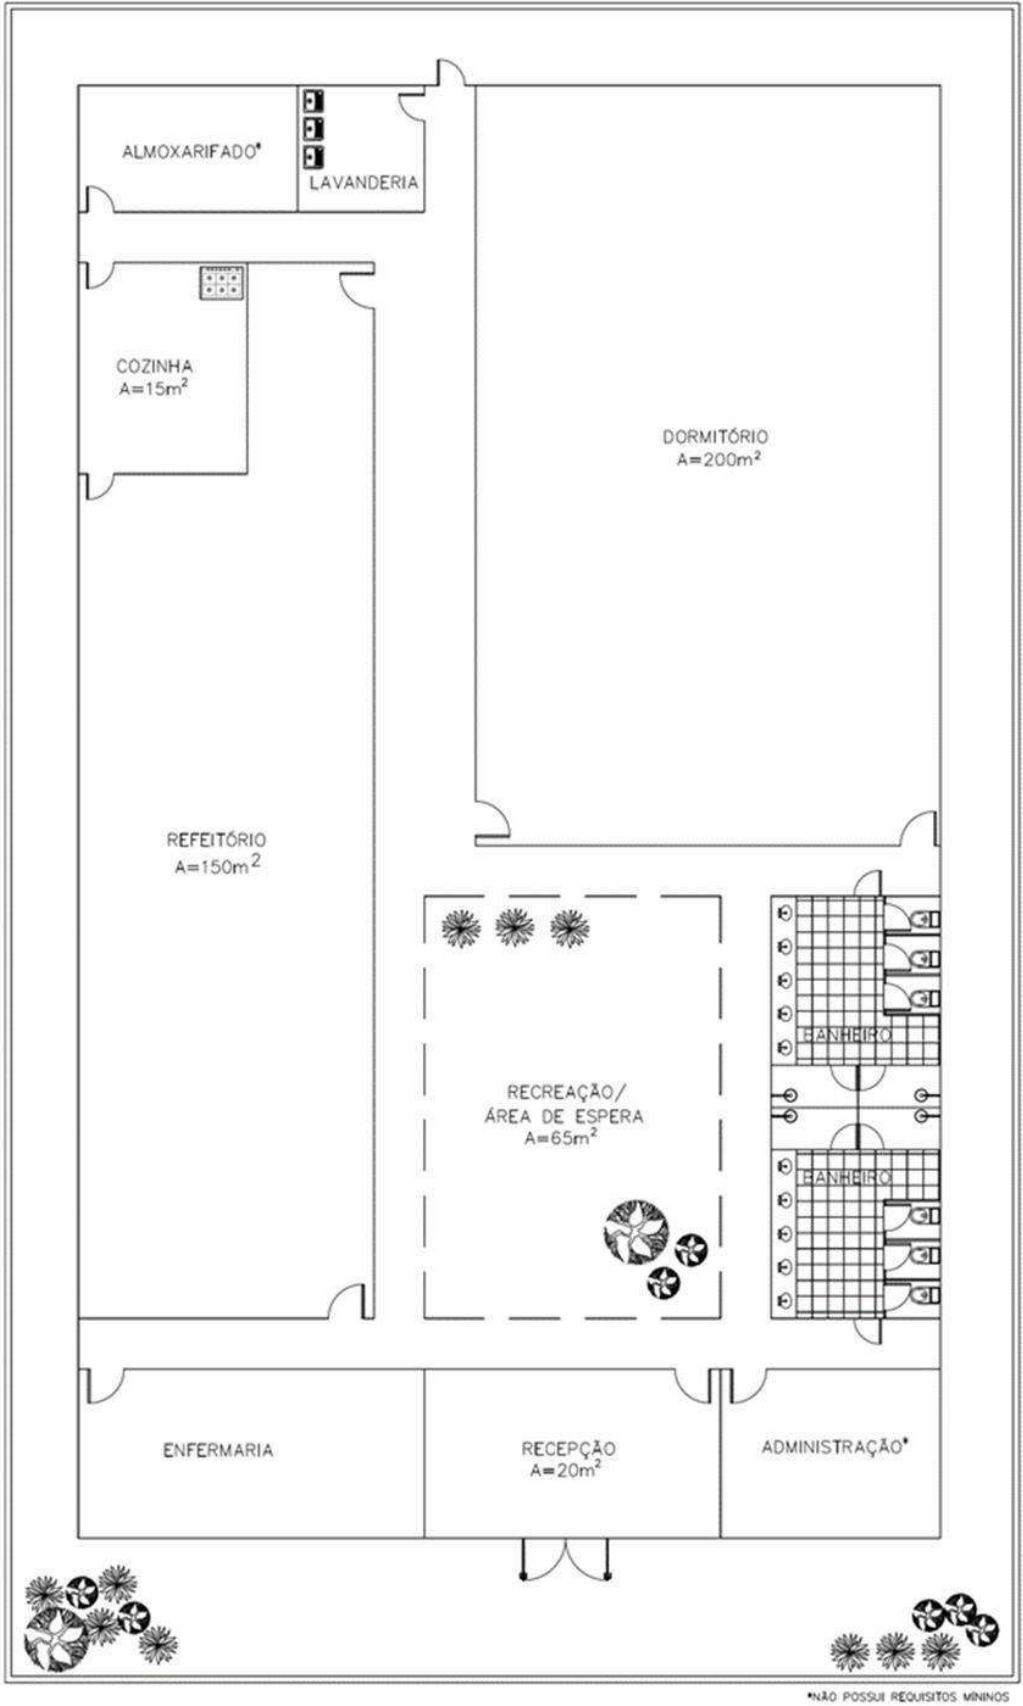 ALMOXARIFADO*
LAVANDERIA
COZINHA
A=15m²
DORMITÓRIO
A=200m²
REFEITÓRIO
A=150m²
BANHEIRO
RECREAÇÃO/
ÁREA DE ESPERA
A=65m²
BANHEIRO
ENFERMARIA
RECEPÇÃO
A=20m²
ADMINISTRAÇÃO*
*NÃO POSSUI REQUISITOS MÍNINOS